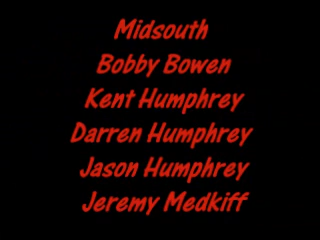 Midsouth
Bobby Bowen
Kent Humphrey
Darren Humphrey
Jason Humphrey
Jeremy Medkiff